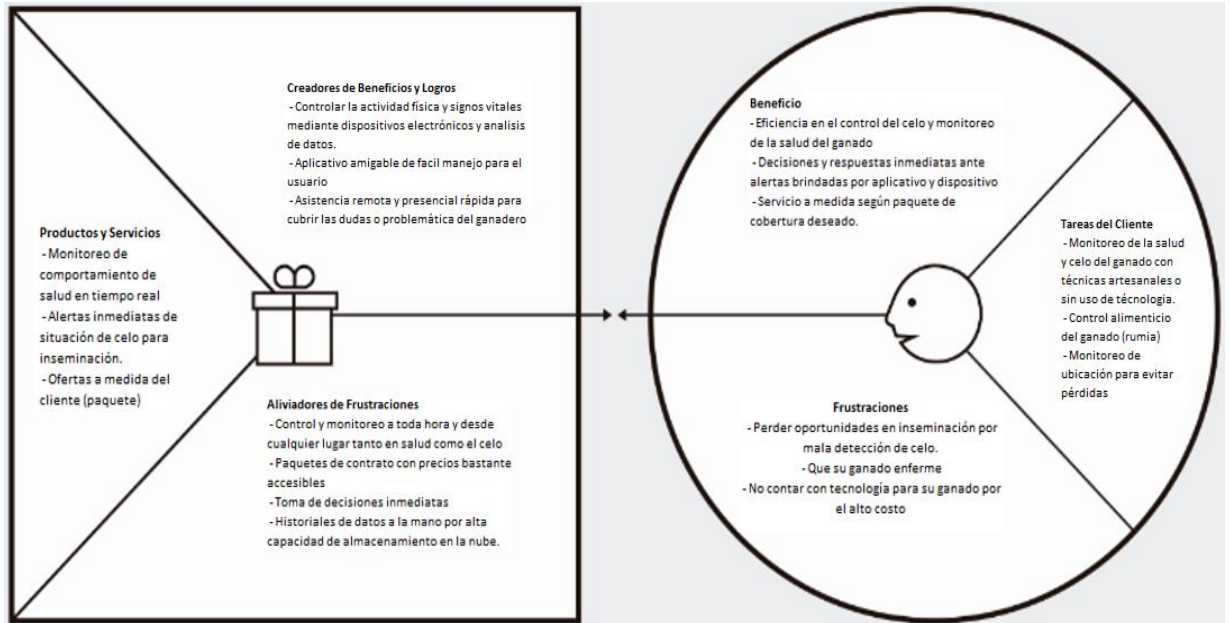 Creadores de Beneficios y Logros
- Controlar la actividad física y signos vitales
mediante dispositivos electrónicos y analisis
de datos.
- Aplicativo amigable de facil manejo para el
usuario
- Asistencia remota y presencial rápida para
cubrir las dudas o problemática del ganadero
Productos y Servicios
- Monitoreo de
comportamiento de
salud en tiempo real
- Alertas inmediatas de
situación de celo para
inseminación.
- Ofertas a medida del
cliente (paquete)
Aliviadores de Frustraciones
- Control y monitoreo a toda hora y desde
cualquier lugar tanto en salud como el celo
- Paquetes de contrato con precios bastante
accesibles
- Toma de decisiones inmediatas
- Historiales de datos a la mano por alta
capacidad de almacenamiento en la nube.
Beneficio
- Eficiencia en el control del celo y monitoreo
de la salud del ganado
- Decisiones y respuestas inmediatas ante
alertas brindadas por aplicativo y dispositivo
- Servicio a medida según paquete de
cobertura deseado.
Tareas del Cliente
- Monitoreo de la salud
y celo del ganado con
técnicas artesanales o
sin uso de técnologia.
- Control alimenticio
del ganado (rumia)
- Monitoreo de
ubicación para evitar
pérdidas
Frustraciones
- Perder oportunidades en inseminación por
mala detección de celo.
- Que su ganado enferme
- No contar con tecnología para su ganado por
el alto costo